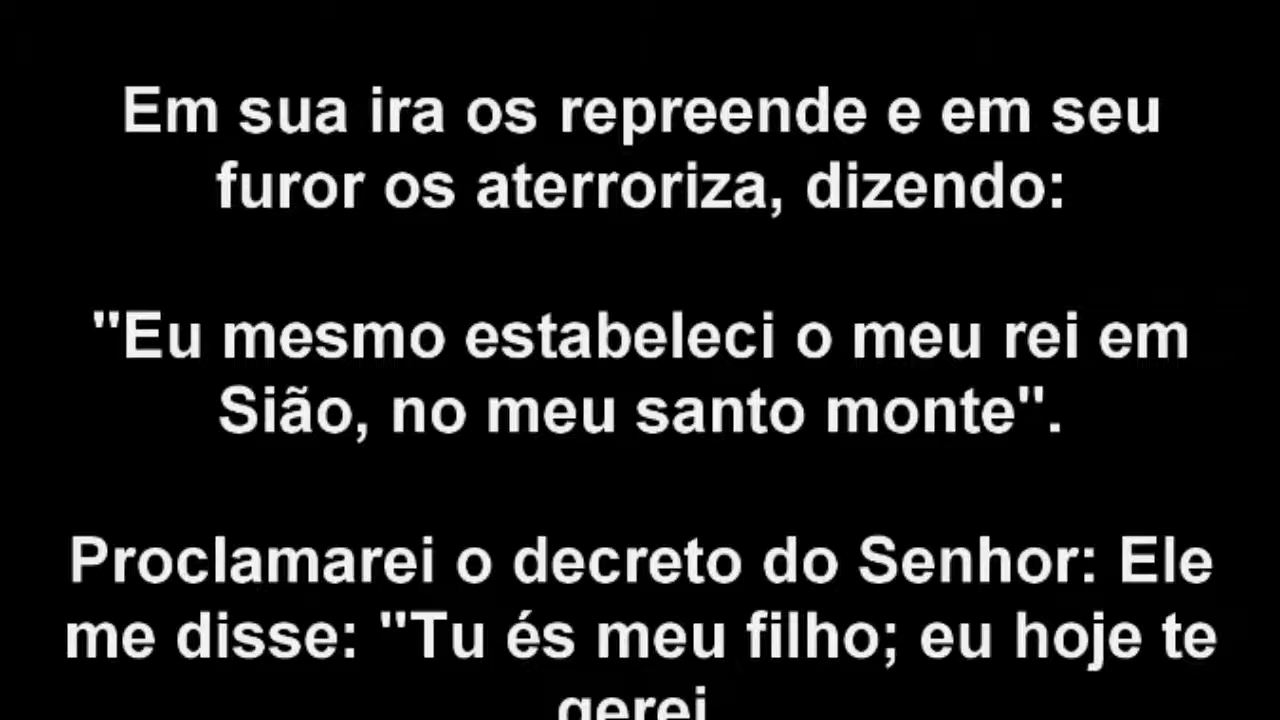 Em sua ira os repreende e em seu
furor os aterroriza, dizendo:
"Eu mesmo estabeleci o meu rei em
Sião, no meu santo monte".
Proclamarei o decreto do Senhor: Ele
me disse: "Tu és meu filho; eu hoje te
gerei